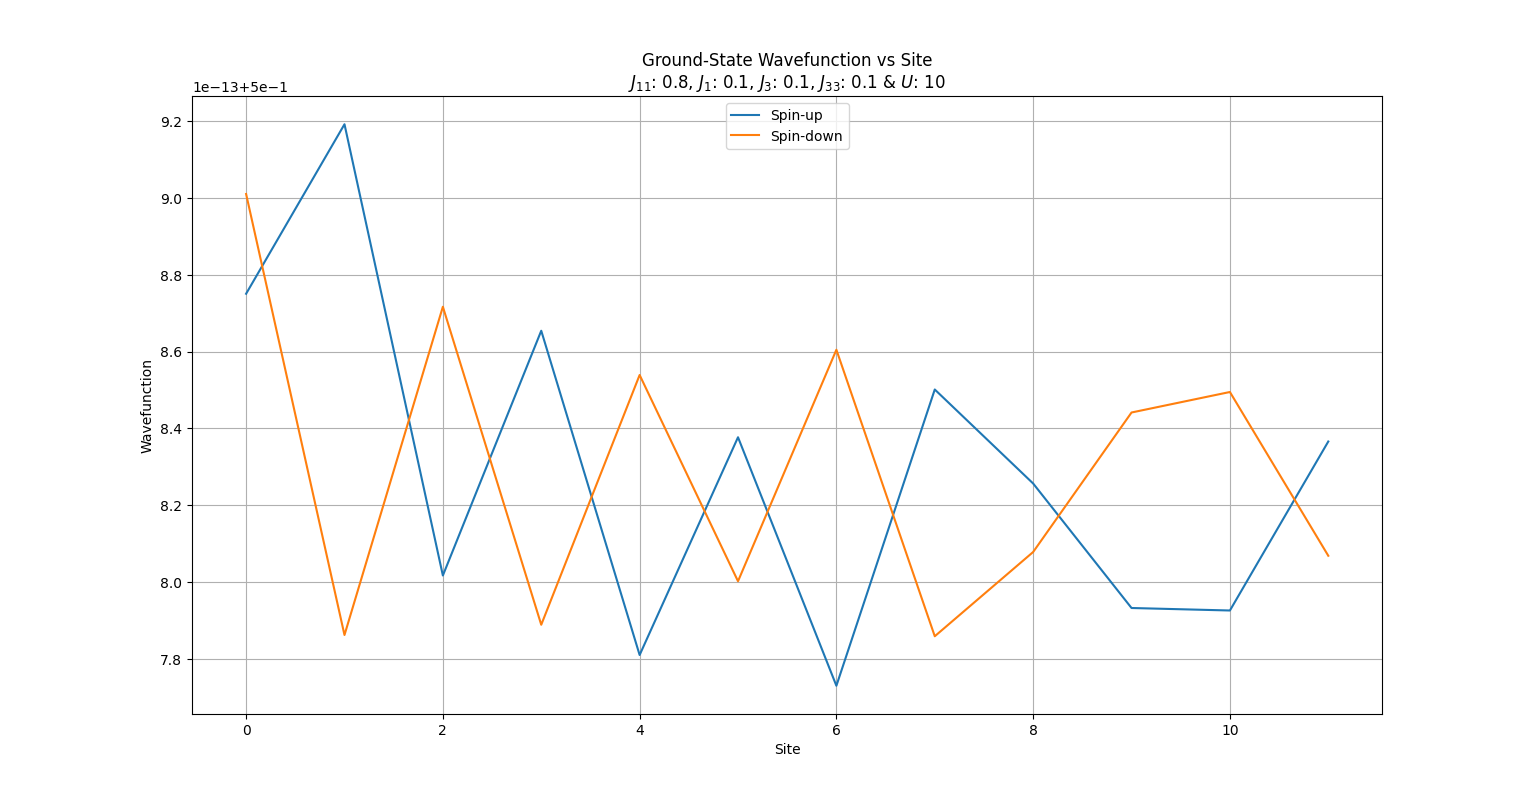 Ground-State Wavefunction vs Site
J₁₁: 0.8, J₁: 0.1, J₃: 0.1, J₃₃: 0.1 & U: 10
1e−13+5e−1
Spin-up
Spin-down
9.2
9.0
8.8
8.6
8.4
8.2
8.0
7.8
Wavefunction
0 2 4 6 8 10
Site